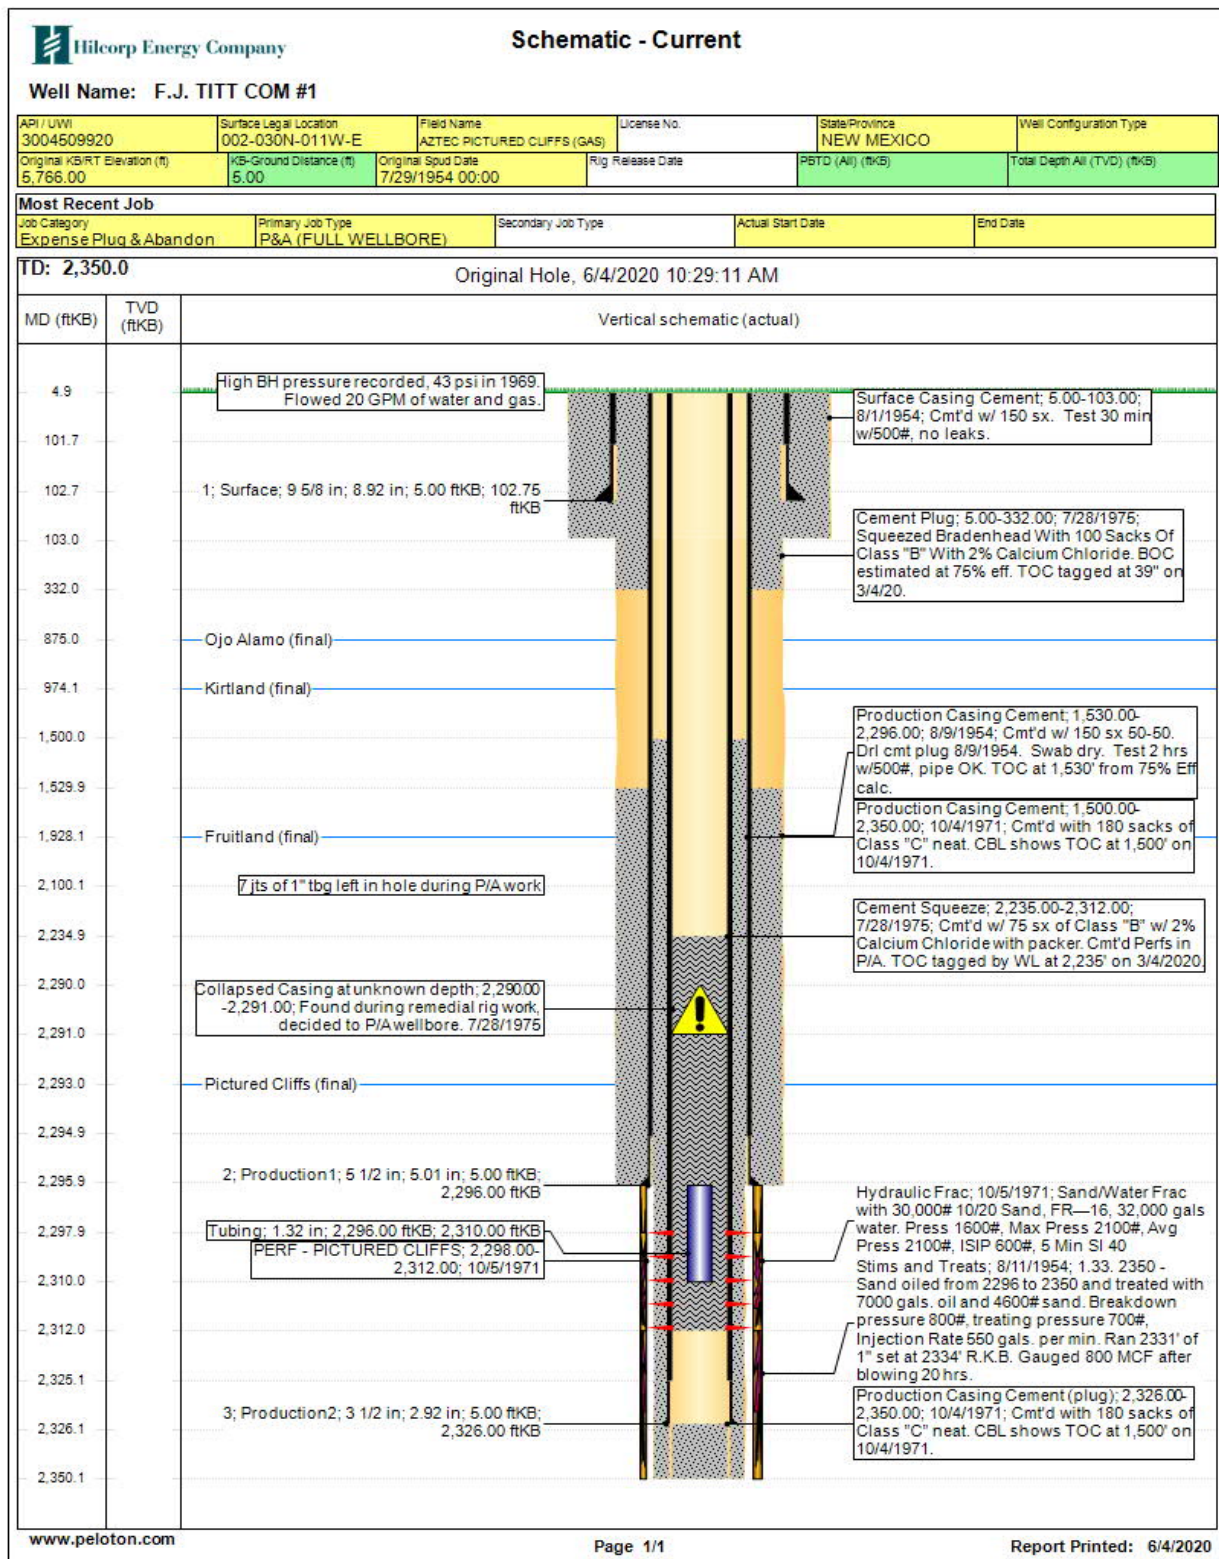 Hilcorp Energy Company
Schematic - Current
Well Name: F.J. TITT COM #1
API / UWI
3004509920
Surface Legal Location
002-030N-011W-E
Field Name
AZTEC PICTURED CLIFFS (GAS)
License No.
State/Province
NEW MEXICO
Well Configuration Type
Original KB/RT Elevation (ft)
5,766.00
KB-Ground Distance (ft)
5.00
Original Spud Date
7/29/1954 00:00
Rig Release Date
PBTD (All) (ftKB)
Total Depth All (TVD) (ftKB)
Most Recent Job
Job Category
Expense Plug & Abandon
Primary Job Type
P&A (FULL WELLBORE)
Secondary Job Type
Actual Start Date
End Date
TD: 2,350.0
Original Hole, 6/4/2020 10:29:11 AM
MD (ftKB)
TVD
(ftKB)
Vertical schematic (actual)
4.9
101.7
102.7
103.0
332.0
875.0
974.1
1,500.0
1,529.9
1,928.1
2,100.1
2,234.9
2,290.0
2,291.0
2,293.0
2,294.9
2,295.9
2,297.9
2,310.0
2,312.0
2,325.1
2,326.1
2,350.1
High BH pressure recorded, 43 psi in 1969.
Flowed 20 GPM of water and gas.
1; Surface; 9 5/8 in; 8.92 in; 5.00 ftKB; 102.75
ftKB
Ojo Alamo (final)
Kirtland (final)
Fruitland (final)
7 jts of 1" tbg left in hole during P/A work
Collapsed Casing at unknown depth; 2,290.00
-2,291.00; Found during remedial rig work,
decided to P/A wellbore. 7/28/1975
Pictured Cliffs (final)
2; Production1; 5 1/2 in; 5.01 in; 5.00 ftKB;
2,296.00 ftKB
Tubing; 1.32 in; 2,296.00 ftKB; 2,310.00 ftKB
PERF - PICTURED CLIFFS; 2,298.00-
2,312.00; 10/5/1971
3; Production2; 3 1/2 in; 2.92 in; 5.00 ftKB;
2,326.00 ftKB
Surface Casing Cement; 5.00-103.00;
8/1/1954; Cmt'd w/ 150 sx. Test 30 min
w/500#, no leaks.
Cement Plug; 5.00-332.00; 7/28/1975;
Squeezed Bradenhead With 100 Sacks Of
Class "B" With 2% Calcium Chloride. BOC
estimated at 75% eff. TOC tagged at 39" on
3/4/20.
Production Casing Cement; 1,530.00-
2,296.00; 8/9/1954; Cmt'd w/ 150 sx 50-50.
Drl cmt plug 8/9/1954. Swab dry. Test 2 hrs
w/500#, pipe OK. TOC at 1,530' from 75% Eff
calc.
Production Casing Cement; 1,500.00-
2,350.00; 10/4/1971; Cmt'd with 180 sacks of
Class "C" neat. CBL shows TOC at 1,500' on
10/4/1971.
Cement Squeeze; 2,235.00-2,312.00;
7/28/1975; Cmt'd w/ 75 sx of Class "B" w/ 2%
Calcium Chloride with packer. Cmt'd Perfs in
P/A. TOC tagged by WL at 2,235' on 3/4/2020.
Hydraulic Frac; 10/5/1971; Sand/Water Frac
with 30,000# 10/20 Sand, FR—16, 32,000 gals
water. Press 1600#, Max Press 2100#, Avg
Press 2100#, ISIP 600#, 5 Min SI 40
Stims and Treats; 8/11/1954; 1.33. 2350 -
Sand oiled from 2296 to 2350 and treated with
7000 gals. oil and 4600# sand. Breakdown
pressure 800#, treating pressure 700#,
Injection Rate 550 gals. per min. Ran 2331' of
1" set at 2334' R.K.B. Gauged 800 MCF after
blowing 20 hrs.
Production Casing Cement (plug); 2,326.00-
2,350.00; 10/4/1971; Cmt'd with 180 sacks of
Class "C" neat. CBL shows TOC at 1,500' on
10/4/1971.
www.peloton.com
Page 1/1
Report Printed: 6/4/2020